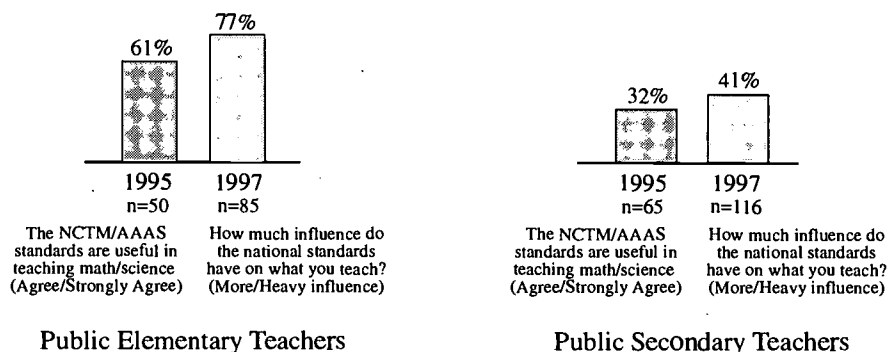 61%
77%
1995
n=50
1997
n=85
The NCTM/AAAS
standards are useful in
teaching math/science
(Agree/Strongly Agree)
How much influence do
the national standards
have on what you teach?
(More/Heavy influence)
Public Elementary Teachers
32%
41%
1995
n=65
1997
n=116
The NCTM/AAAS
standards are useful in
teaching math/science
(Agree/Strongly Agree)
How much influence do
the national standards
have on what you teach?
(More/Heavy influence)
Public Secondary Teachers